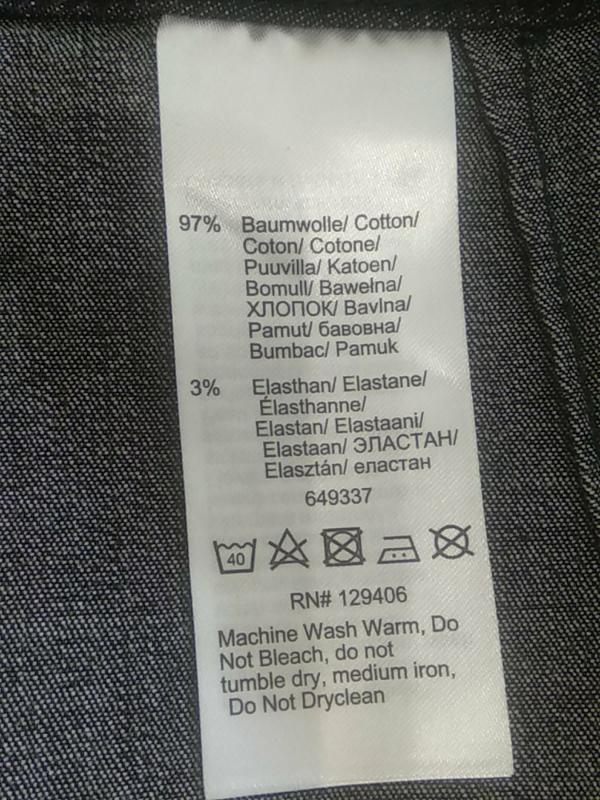 97% Baumwolle/ Cotton/
Coton/ Cotone/
Puuvilla/ Katoen/
Bomull/ Bawełna/
ХЛОПОК/ Bavlna/
Pamut/ бавовна/
Bumbac/ Pamuk
3% Elasthan/ Elastane/
Élasthanne/
Elastan/ Elastaani/
Elastaan/ ЭЛАСТАН/
Elasztán/ еластан
649337
40
RN# 129406
Machine Wash Warm, Do
Not Bleach, do not
tumble dry, medium iron,
Do Not Dryclean